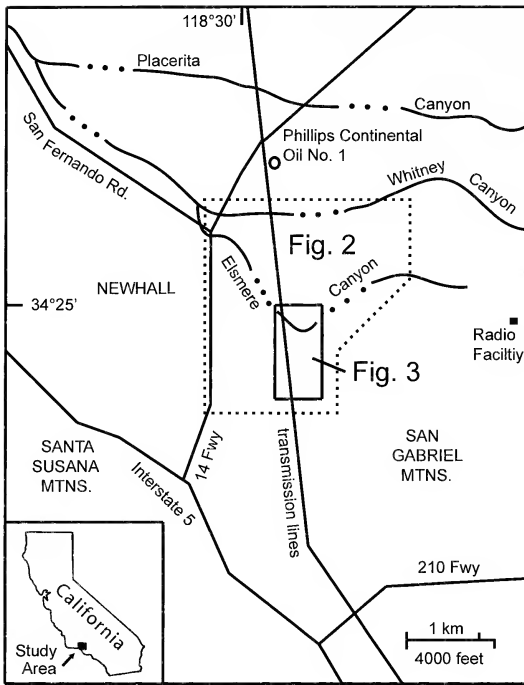 118°30'
Placerita
Canyon
San Fernando Rd.
Phillips Continental
Oil No. 1
Whitney
Canyon
Fig. 2
Elsmere
Canyon
NEWHALL
34°25'
Radio
Faciltiy
Fig. 3
14 Fwy
transmission lines
SANTA
SUSANA
MTNS.
Interstate 5
SAN
GABRIEL
MTNS.
210 Fwy
California
Study
Area
1 km
4000 feet